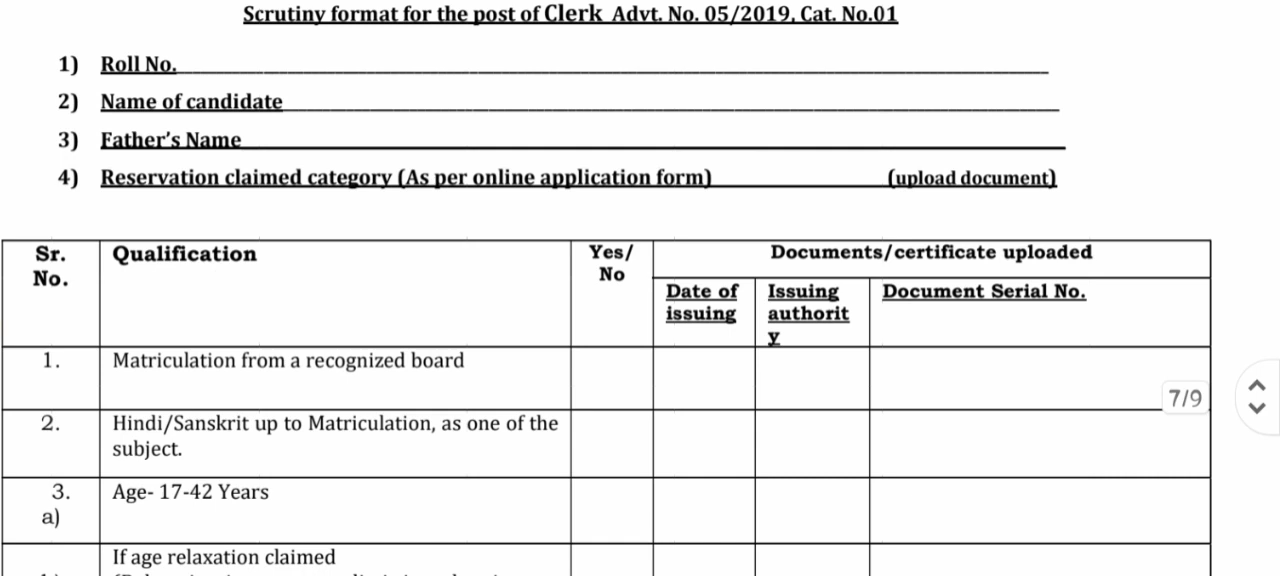 Scrutiny format for the post of Clerk Advt. No. 05/2019, Cat. No.01
1) Roll No.
2) Name of candidate
3) Father's Name
4) Reservation claimed category (As per online application form) (upload document)
Sr. No.
Qualification
Yes/ No
Documents/certificate uploaded
Date of issuing
Issuing authorit y
Document Serial No.
1. Matriculation from a recognized board
7/9
2. Hindi/Sanskrit up to Matriculation, as one of the
subject.
3. Age- 17-42 Years
a)
If age relaxation claimed